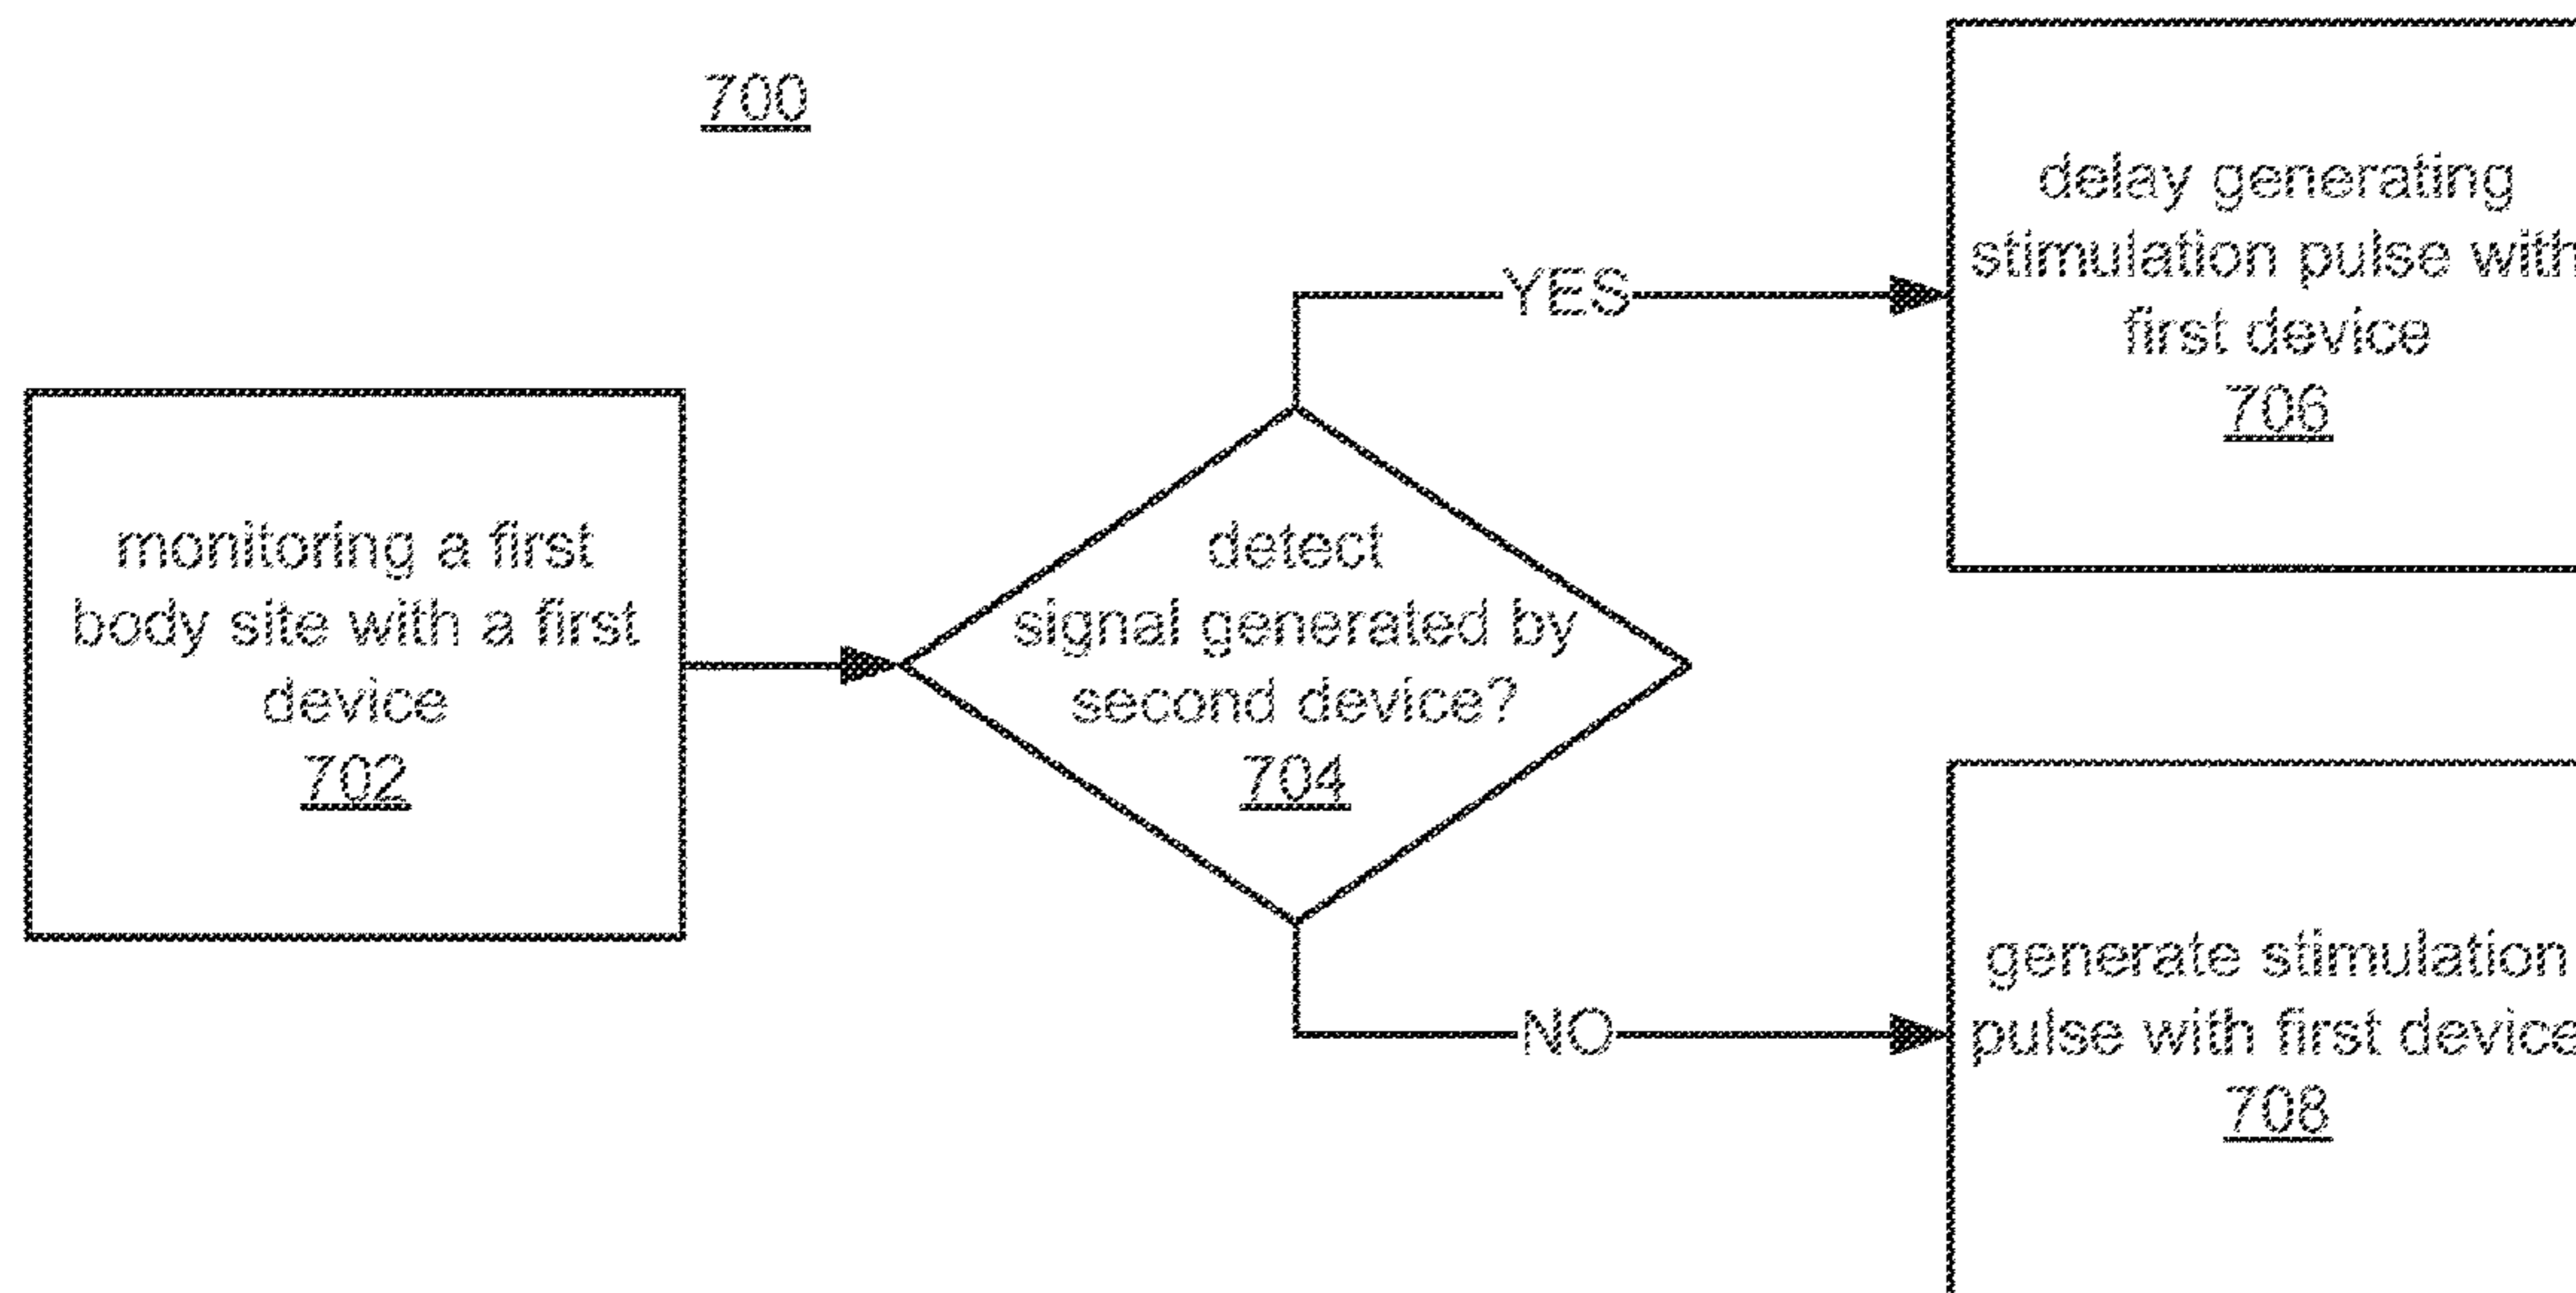 700
monitoring a first
body site with a first
device
702
detect
signal generated by
second device?
704
YES
delay generating
stimulation pulse with
first device
706
NO
generate stimulation
pulse with first device
708